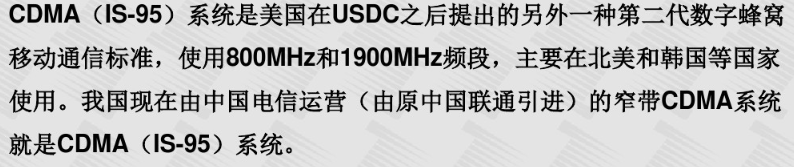 CDMA（IS-95）系统是美国在USDC之后提出的另外一种第二代数字蜂窝
移动通信标准，使用800MHz和1900MHz频段，主要在北美和韩国等国家
使用。我国现在由中国电信运营（由原中国联通引进）的窄带CDMA系统
就是CDMA（IS-95）系统。